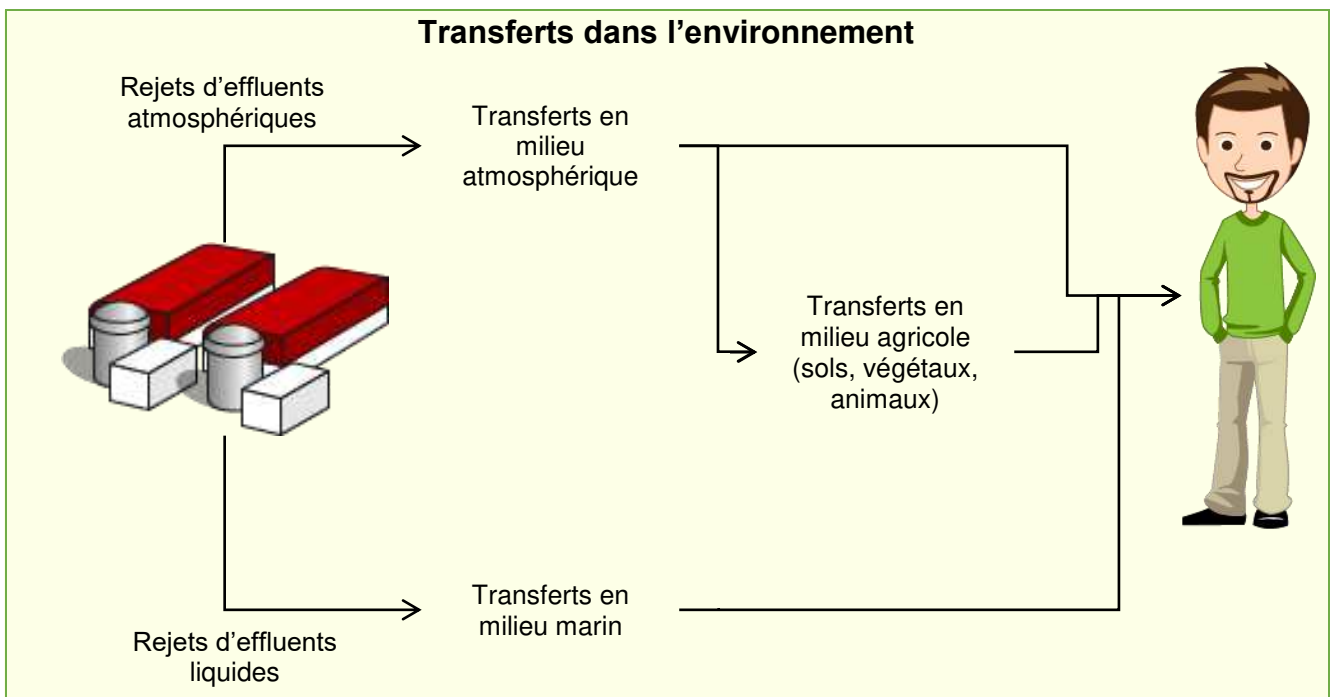 Transferts dans l’environnement
Rejets d’effluents
atmosphériques
Transferts en
milieu
atmosphérique
Transferts en
milieu agricole
(sols, végétaux,
animaux)
Transferts en
milieu marin
Rejets d’effluents
liquides